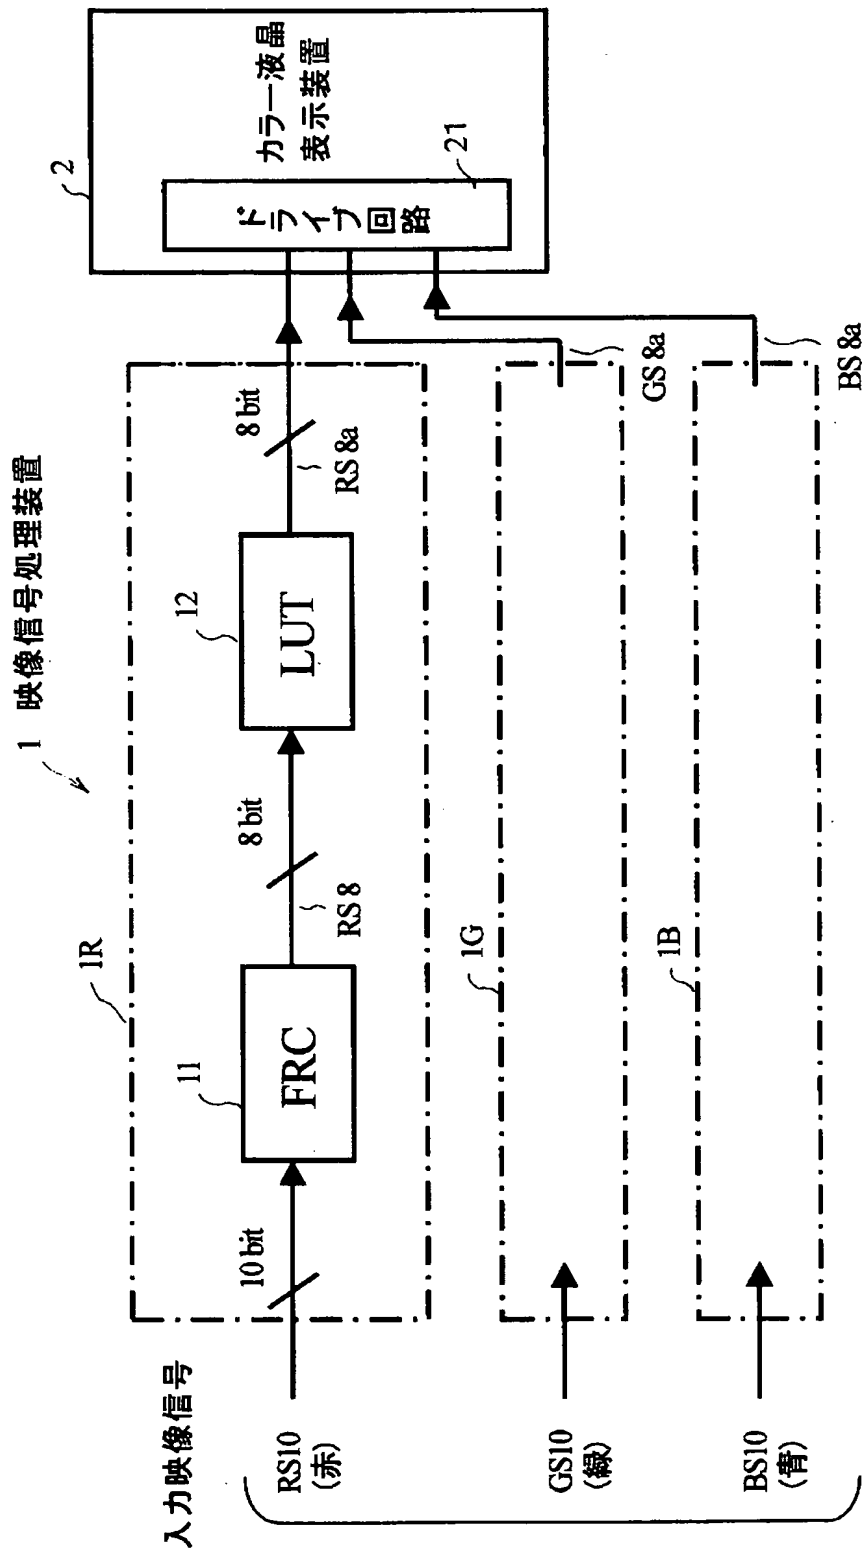 1 映像信号処理装置
入力映像信号
RS10
(赤)
10 bit
1R
11
FRC
RS 8
8 bit
12
LUT
8 bit
RS 8a
2
カラー液晶
表示装置
ドライブ回路
21
GS10
(緑)
1G
GS 8a
BS10
(青)
1B
BS 8a